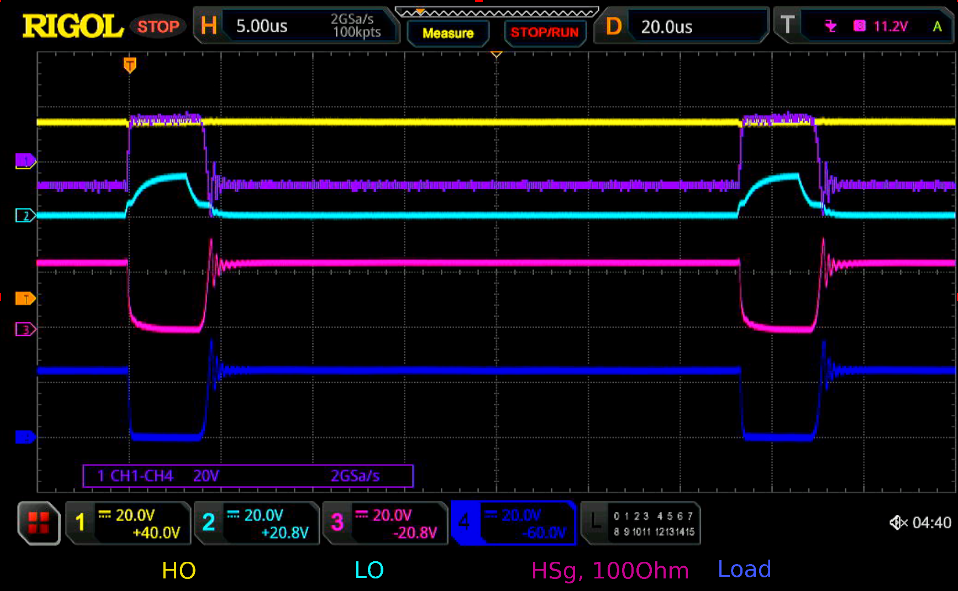 RIGOL STOP H 5.00us 2GSa/s 100kpts Measure STOP/RUN D 20.0us T 11.2V A
T
1
2
T
3
1 CH1-CH4 20V 2GSa/s
1 20.0V +40.0V 2 20.0V +20.8V 3 20.0V -20.8V 4 20.0V -60.0V L 0 1 2 3 4 5 6 7 8 9 10 11 12 13 14 15 04:40
HO LO HSg, 100Ohm Load